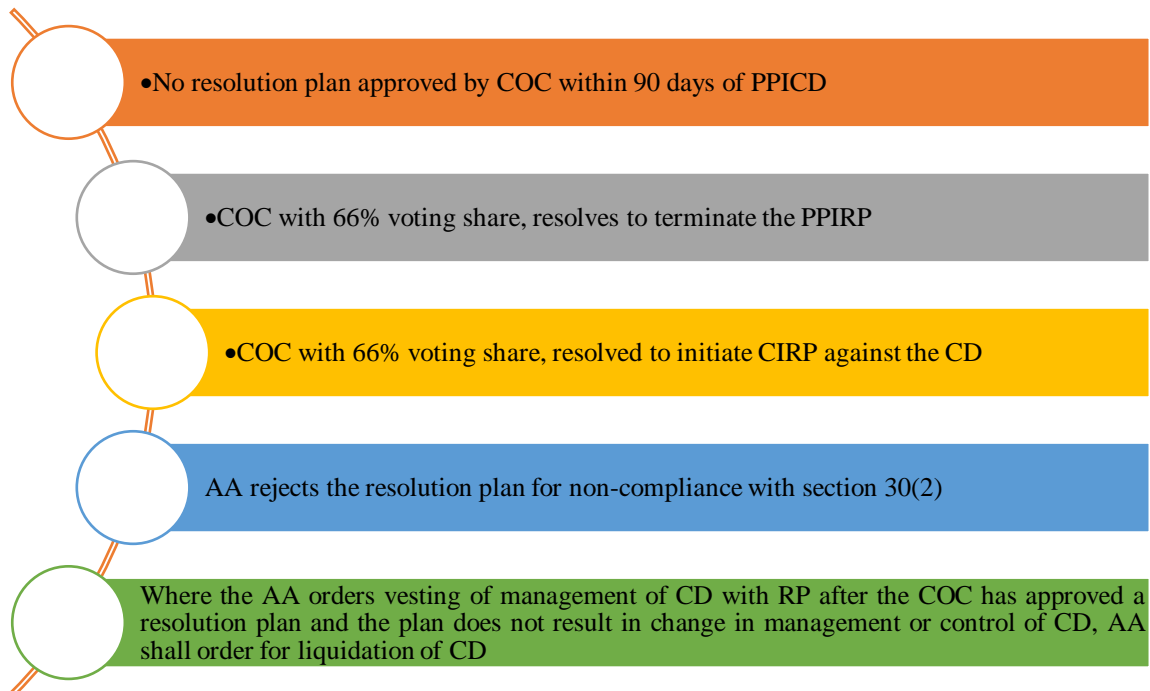 •No resolution plan approved by COC within 90 days of PPICD
•COC with 66% voting share, resolves to terminate the PPIRP
•COC with 66% voting share, resolved to initiate CIRP against the CD
AA rejects the resolution plan for non-compliance with section 30(2)
Where the AA orders vesting of management of CD with RP after the COC has approved a
resolution plan and the plan does not result in change in management or control of CD, AA
shall order for liquidation of CD